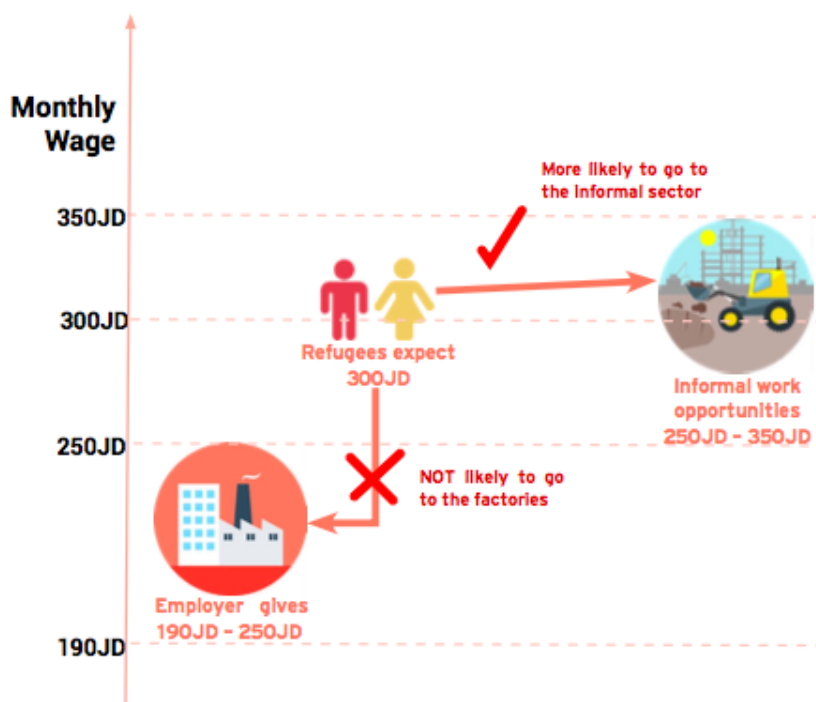 Monthly
Wage
More likely to go to
the informal sector
350JD
300JD
Refugees expect
300JD
Informal work
opportunities
250JD - 350JD
250JD
NOT likely to go
to the factories
Employer gives
190JD - 250JD
190JD